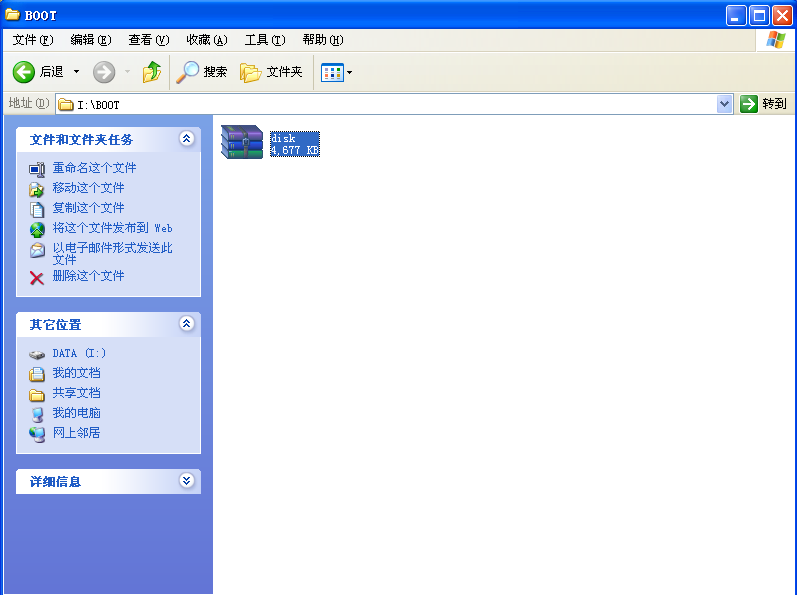 BOOT
文件(F) 编辑(E) 查看(V) 收藏(A) 工具(T) 帮助(H)
后退 搜索 文件夹
地址(D) I:\BOOT 转到
文件和文件夹任务
重命名这个文件
移动这个文件
复制这个文件
将这个文件发布到 Web
以电子邮件形式发送此
文件
删除这个文件
其它位置
DATA (I:)
我的文档
共享文档
我的电脑
网上邻居
详细信息
disk
4,677 KB